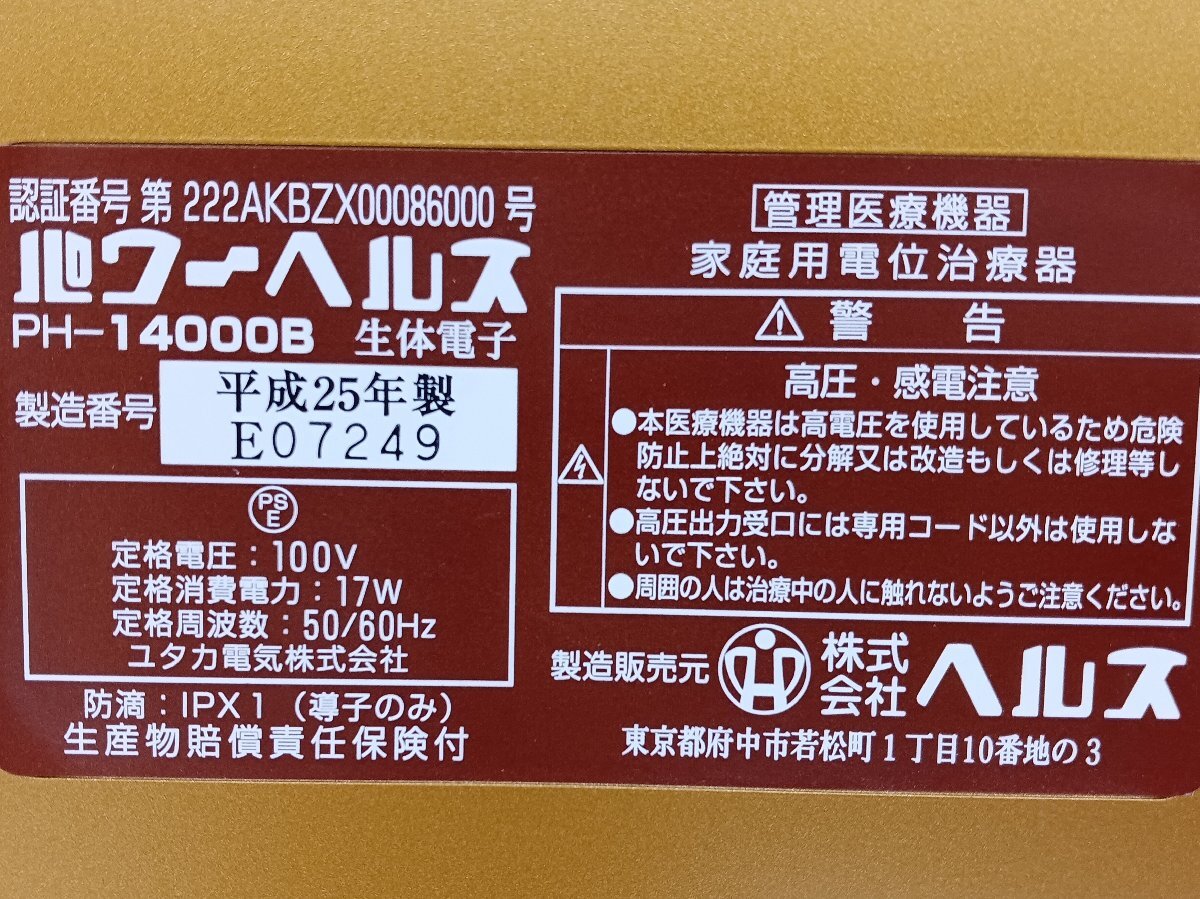 認証番号 第 222AKBZX00086000 号
パワーヘルス
PH-14000B 生体電子
製造番号
平成25年製
E07249
PS
E
定格電圧：100V
定格消費電力：17W
定格周波数：50/60Hz
ユタカ電気株式会社
防滴：IPX1（導子のみ）
生産物賠償責任保険付
管理医療機器
家庭用電位治療器
警告
高圧・感電注意
●本医療機器は高電圧を使用しているため危険
防止上絶対に分解又は改造もしくは修理等し
ないで下さい。
●高圧出力受口には専用コード以外は使用しな
いで下さい。
●周囲の人は治療中の人に触れないようご注意ください。
製造販売元 株式会社 ヘルス
東京都府中市若松町1丁目10番地の3